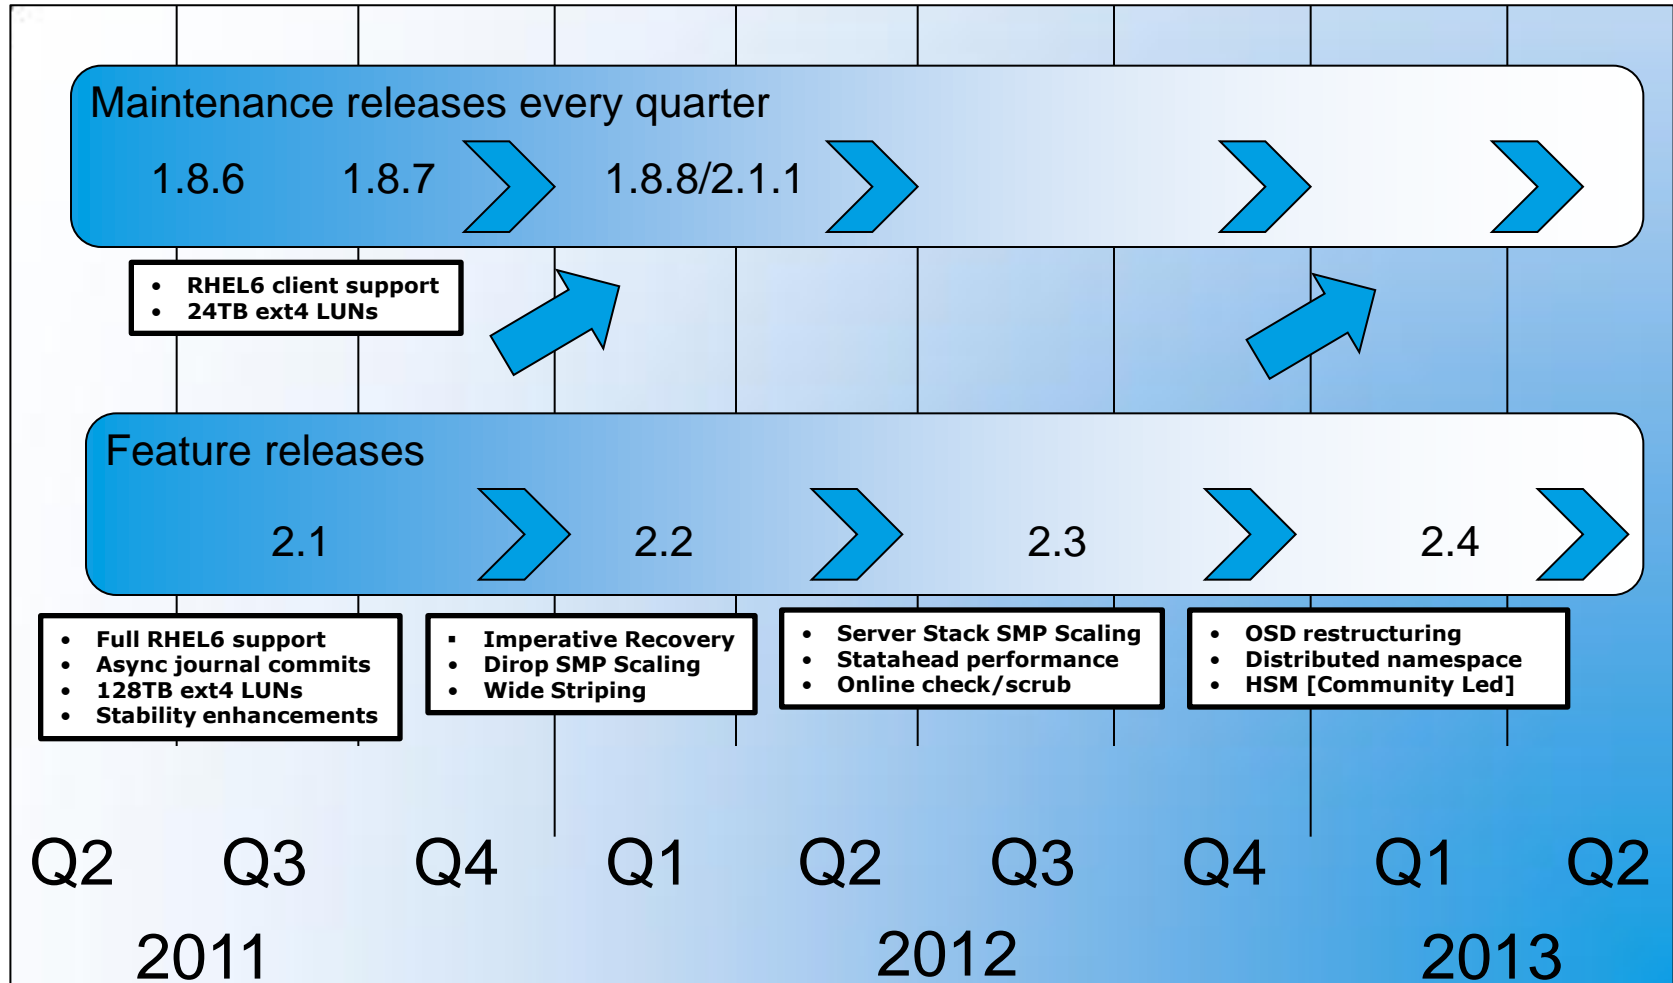 Maintenance releases every quarter
1.8.6 1.8.7 1.8.8/2.1.1
• RHEL6 client support
• 24TB ext4 LUNs
Feature releases
2.1 2.2 2.3 2.4
• Full RHEL6 support
• Async journal commits
• 128TB ext4 LUNs
• Stability enhancements
▪ Imperative Recovery
• Dirop SMP Scaling
• Wide Striping
• Server Stack SMP Scaling
• Statahead performance
• Online check/scrub
• OSD restructuring
• Distributed namespace
• HSM [Community Led]
Q2 Q3 Q4 Q1 Q2 Q3 Q4 Q1 Q2
2011 2012 2013